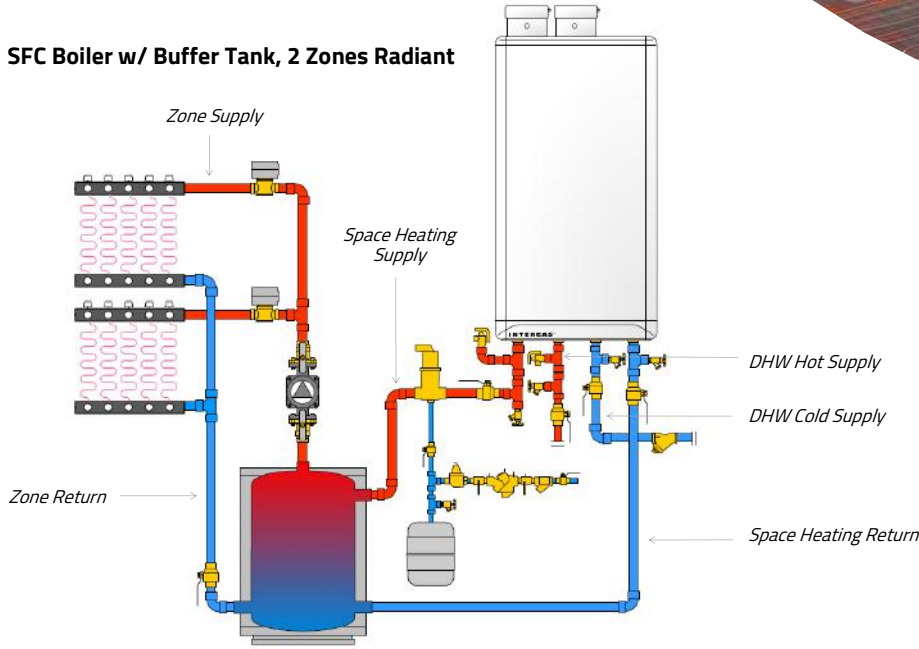 SFC Boiler w/ Buffer Tank, 2 Zones Radiant
Zone Supply
Space Heating
Supply
INTERGAS
DHW Hot Supply
DHW Cold Supply
Zone Return
Space Heating Return